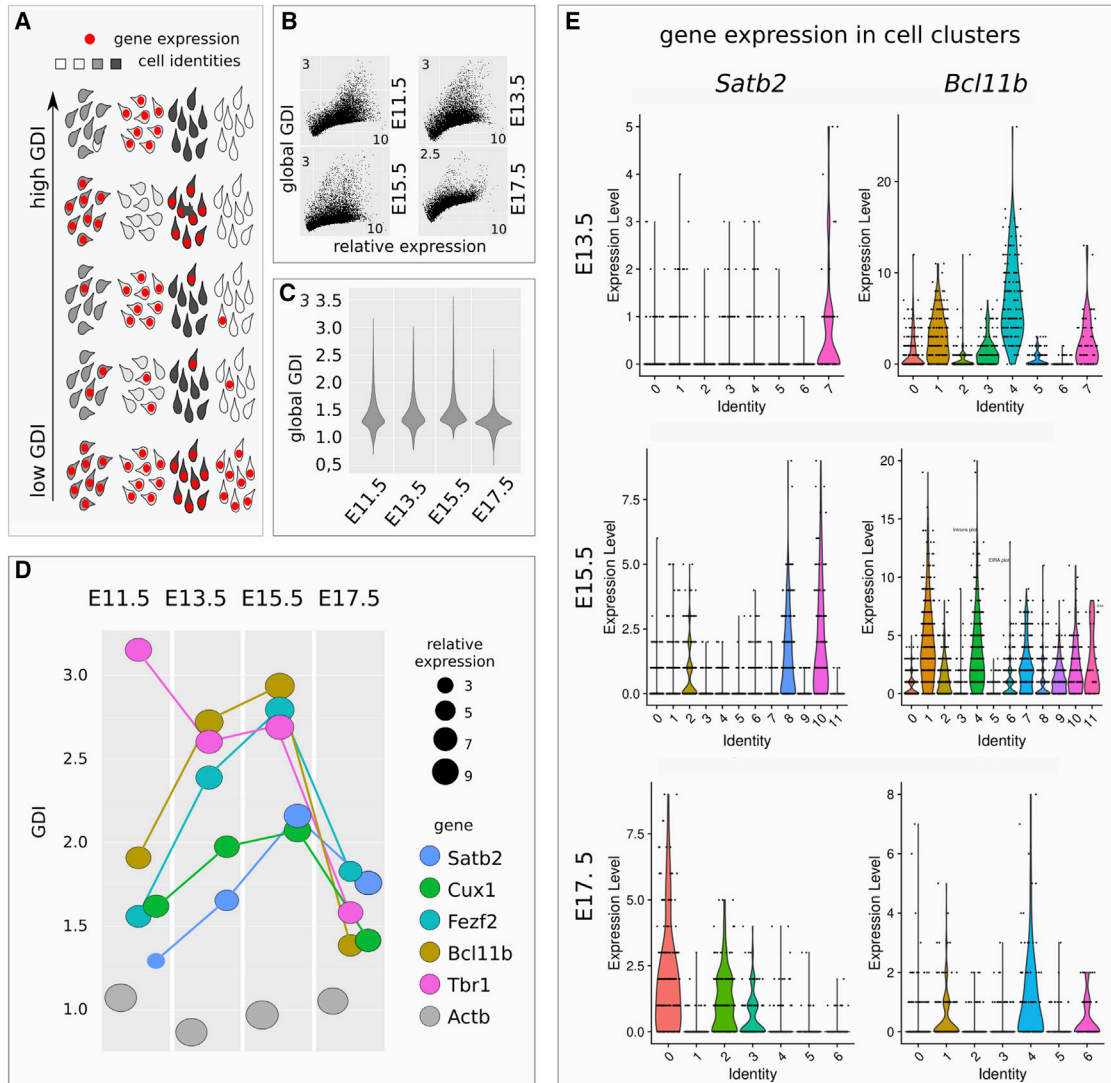 A
gene expression
cell identities
high GDI
low GDI
B
global GDI
3
10
E11.5
3
10
E13.5
3
10
E15.5
2.5
10
E17.5
relative expression
C
global GDI
3 3.5
3.0
2.5
2.0
1.5
1.0
0,5
E11.5
E13.5
E15.5
E17.5
D
E11.5 E13.5 E15.5 E17.5
GDI
3.0
2.5
2.0
1.5
1.0
relative
expression
3
5
7
9
gene
Satb2
Cux1
Fezf2
Bcl11b
Tbr1
Actb
E
gene expression in cell clusters
Satb2
Bcl11b
E13.5
Expression Level
5
4
3
2
1
0
0 1 2 3 4 5 6 7
Identity
Expression Level
20
10
0
0 1 2 3 4 5 6 7
Identity
E15.5
Expression Level
7.5
5.0
2.5
0.0
0 1 2 3 4 5 6 7 8 9 10 11
Identity
Expression Level
20
15
10
5
0
Introns plot
0 1 2 3 4 5 6 7 8 9 10 11
Identity
E17. 5
Expression Level
7.5
5.0
2.5
0.0
0 1 2 3 4 5 6
Identity
Expression Level
8
6
4
2
0
0 1 2 3 4 5 6
Identity